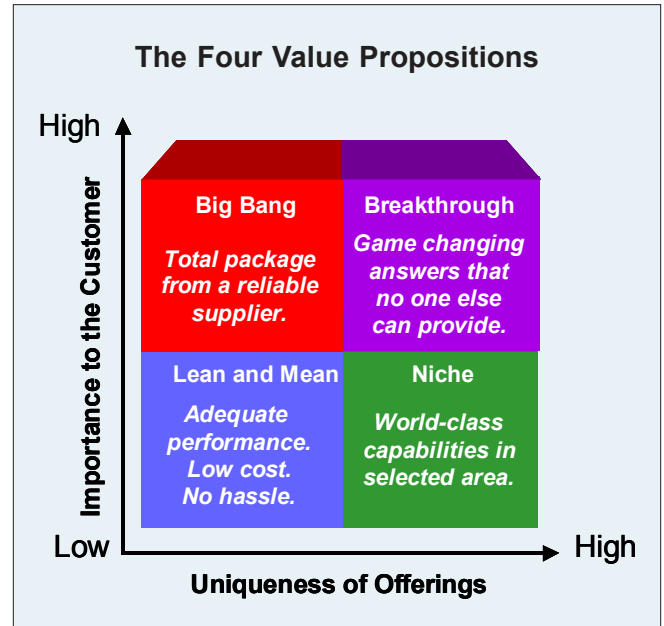 The Four Value Propositions
High
Importance to the Customer
Big Bang
Total package
from a reliable
supplier.
Breakthrough
Game changing
answers that
no one else
can provide.
Lean and Mean
Adequate
performance.
Low cost.
No hassle.
Niche
World-class
capabilities in
selected area.
Low
High
Uniqueness of Offerings